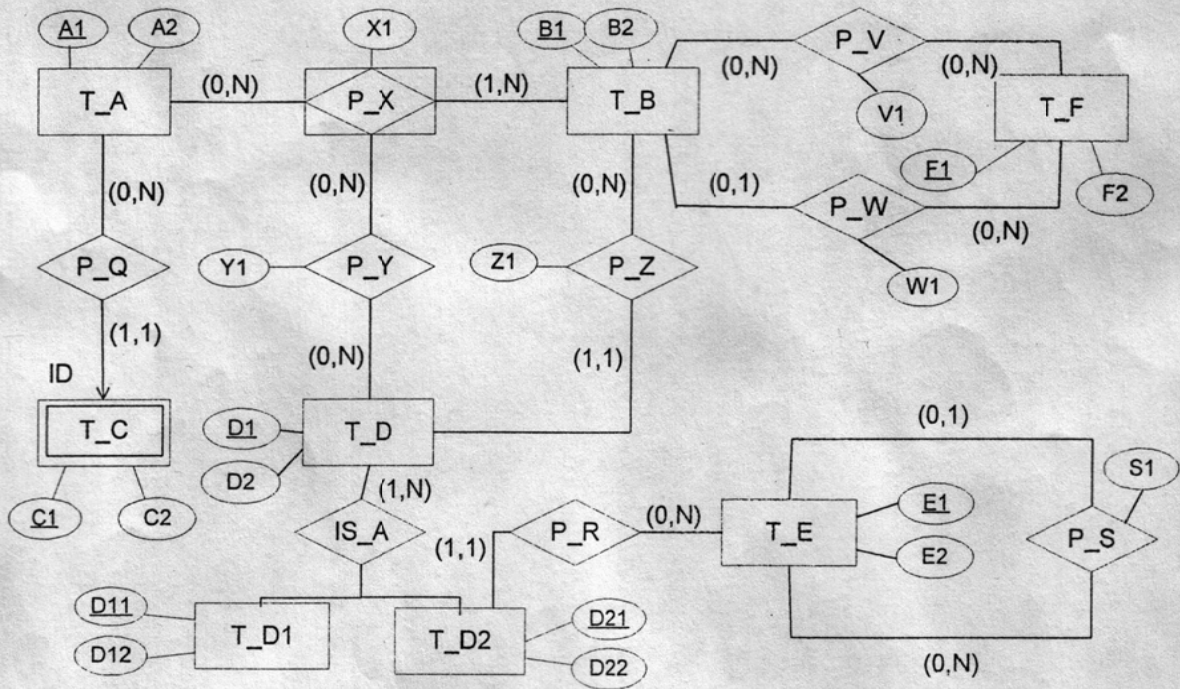 A1
A2
X1
B1
B2
P_V
(0,N)
(0,N)
T_A
(0,N)
P_X
(1,N)
T_B
T_F
V1
F1
F2
(0,N)
(0,N)
(0,N)
(0,1)
P_W
(0,N)
W1
P_Q
Y1
P_Y
Z1
P_Z
(1,1)
(0,N)
(1,1)
ID
T_C
C1
C2
D1
D2
T_D
(1,N)
IS_A
(1,1)
P_R
(0,N)
T_E
E1
E2
(0,1)
S1
P_S
(0,N)
D11
D12
T_D1
T_D2
D21
D22